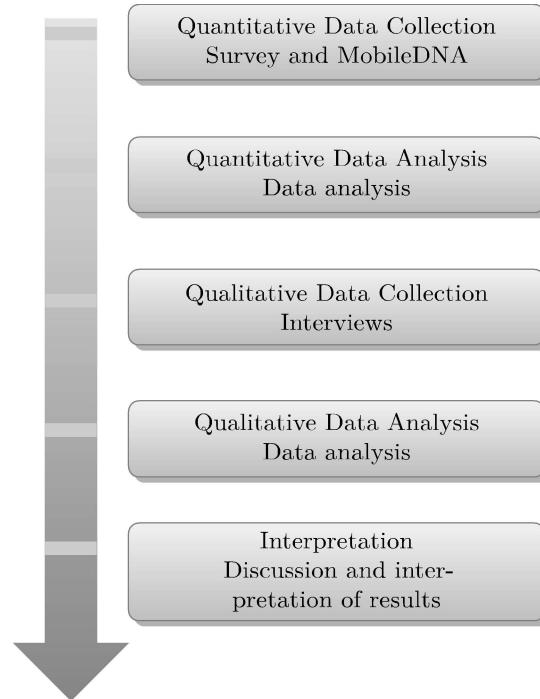 Quantitative Data Collection
Survey and MobileDNA
Quantitative Data Analysis
Data analysis
Qualitative Data Collection
Interviews
Qualitative Data Analysis
Data analysis
Interpretation
Discussion and inter-
pretation of results